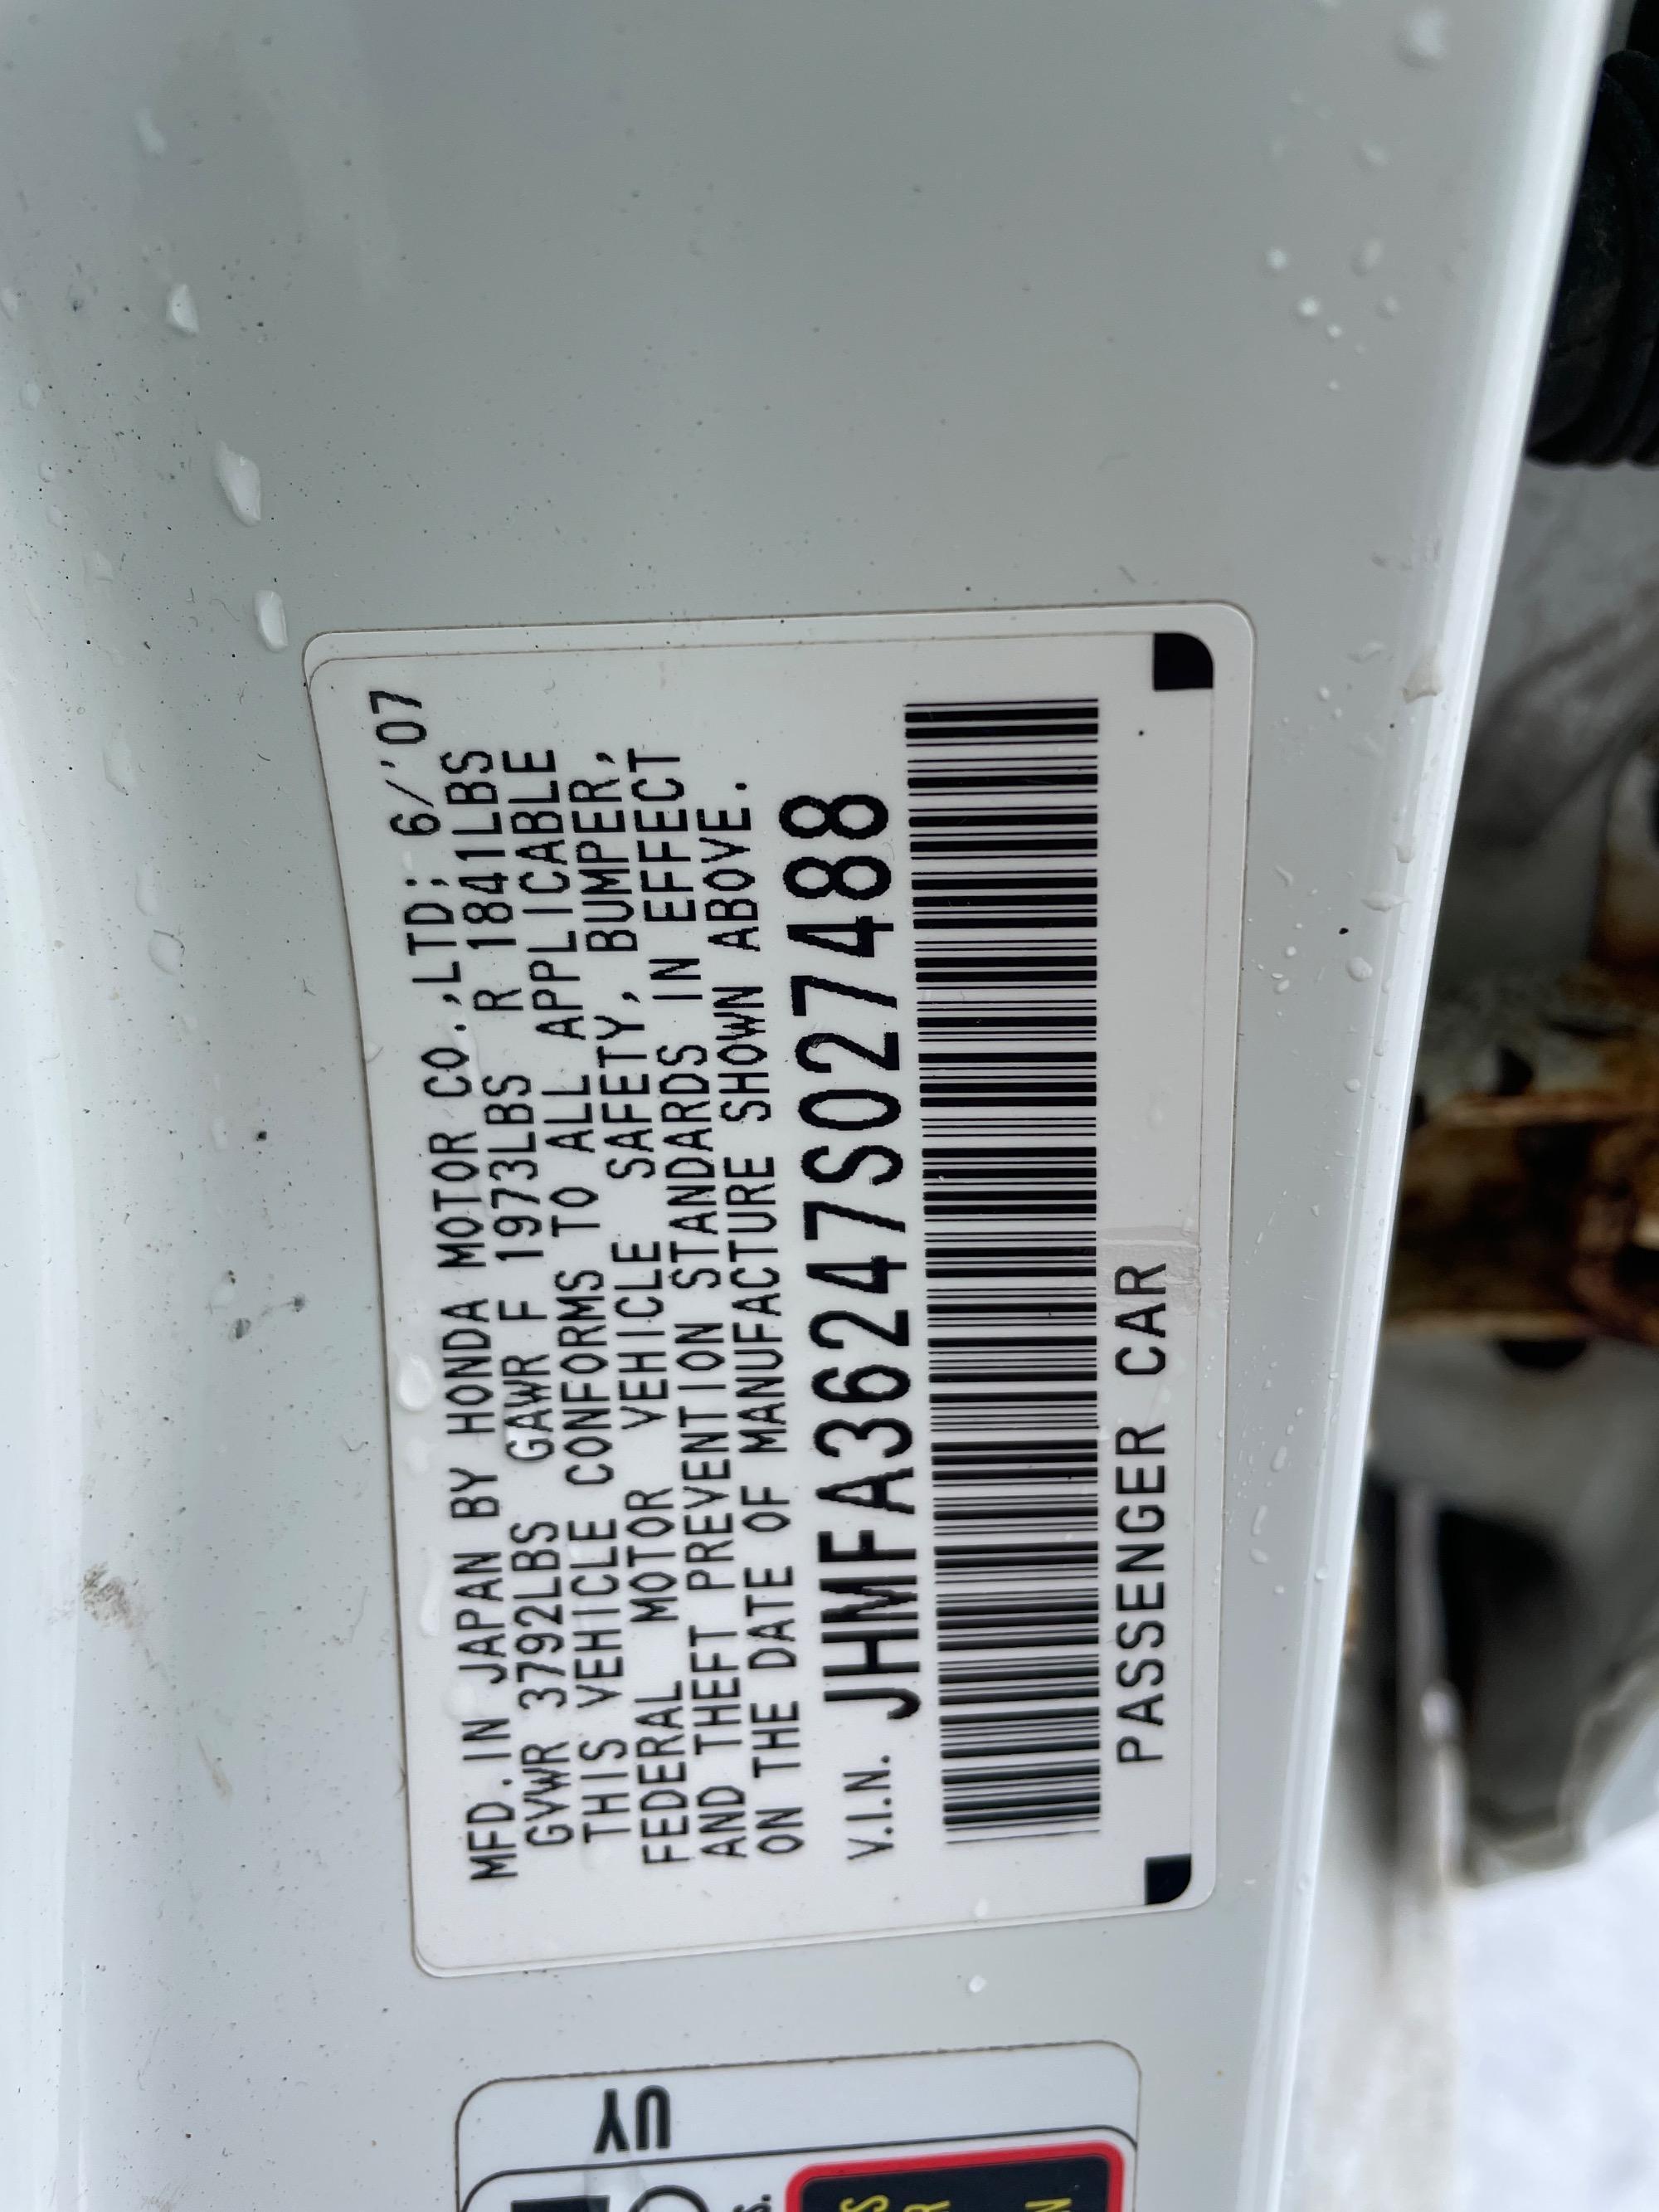 MFD. IN JAPAN BY HONDA MOTOR CO.,LTD; 6/'07
GVWR 3792LBS GAWR F 1973LBS R 1841LBS
THIS VEHICLE CONFORMS TO ALL APPLICABLE
FEDERAL MOTOR VEHICLE SAFETY, BUMPER,
AND THEFT PREVENTION STANDARDS IN EFFECT
ON THE DATE OF MANUFACTURE SHOWN ABOVE.
V.I.N. JHMFA36247S027488
PASSENGER CAR
UY